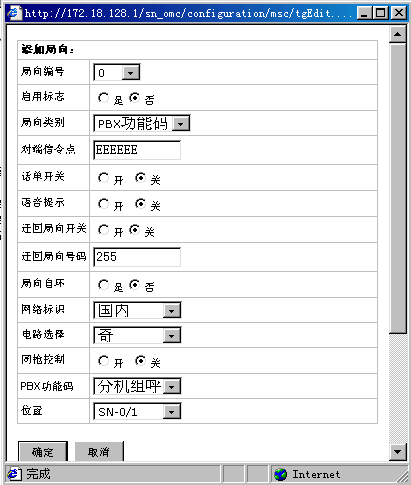 http://172.18.128.1/sn_omc/configuration/msc/tgEdit....
添加局向：
局向编号 0
启用标志 是 否
局向类别 PBX功能码
对端信令点 EEEEEE
话单开关 开 关
语音提示 开 关
迂回局向开关 开 关
迂回局向号码 255
局向自环 是 否
网络标识 国内
电路选择 奇
闭枪控制 开 关
PBX功能码 分机组呼
位置 SN-0/1
确定 取消
完成 Internet